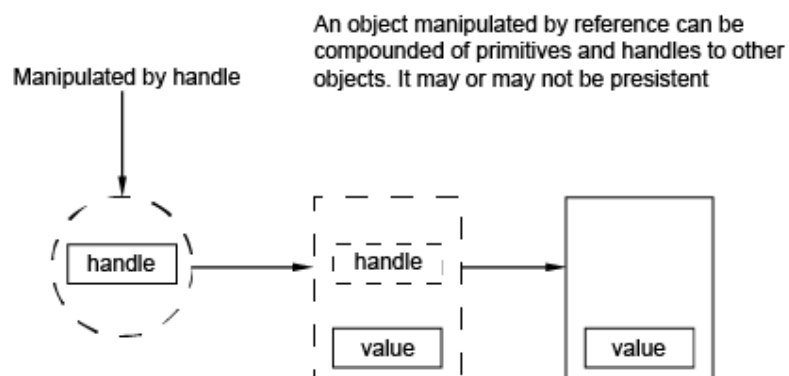 An object manipulated by reference can be
compounded of primitives and handles to other
objects. It may or may not be presistent
Manipulated by handle
handle
handle
value
value